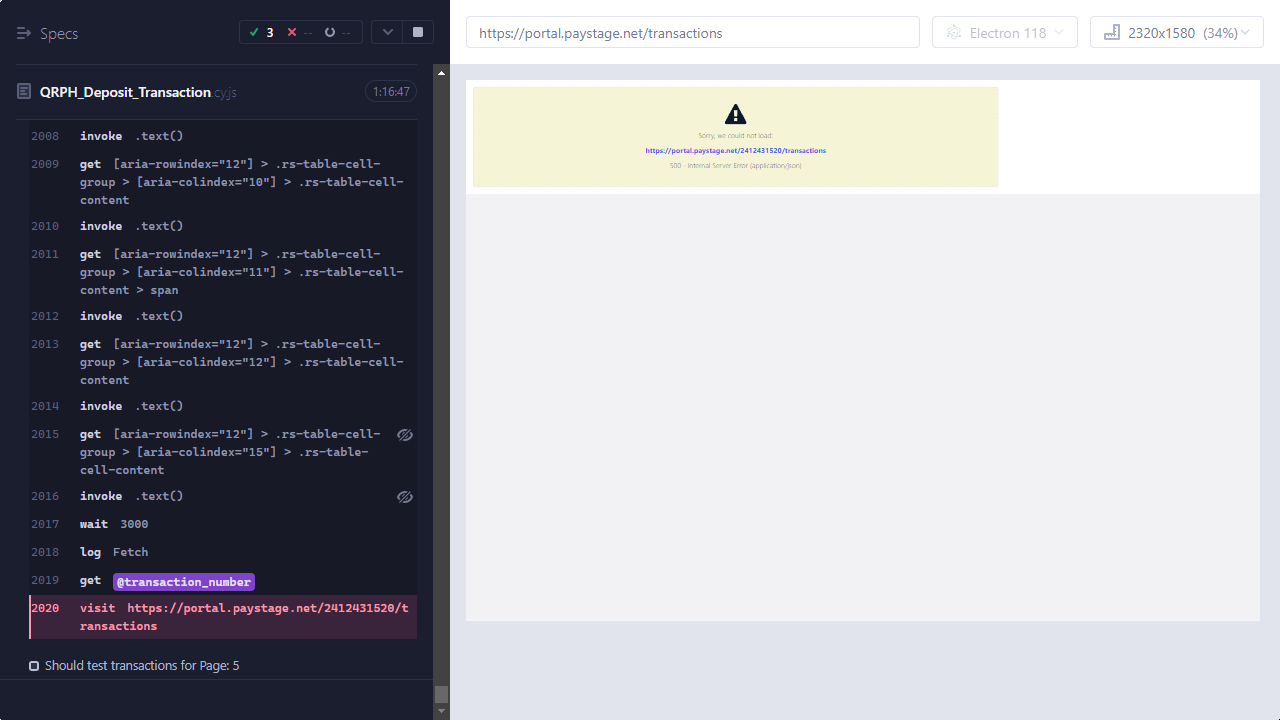 Specs
3
--
--
https://portal.paystage.net/transactions
Electron 118
2320x1580 (34%)
QRPH_Deposit_Transaction.cy.js
1:16:47
2008 invoke .text()
2009 get [aria-rowindex="12"] > .rs-table-cell-
group > [aria-colindex="10"] > .rs-table-cell-
content
2010 invoke .text()
2011 get [aria-rowindex="12"] > .rs-table-cell-
group > [aria-colindex="11"] > .rs-table-cell-
content > span
2012 invoke .text()
2013 get [aria-rowindex="12"] > .rs-table-cell-
group > [aria-colindex="12"] > .rs-table-cell-
content
2014 invoke .text()
2015 get [aria-rowindex="12"] > .rs-table-cell-
group > [aria-colindex="15"] > .rs-table-
cell-content
2016 invoke .text()
2017 wait 3000
2018 log Fetch
2019 get @transaction_number
2020 visit https://portal.paystage.net/2412431520/t
ransactions
Should test transactions for Page: 5
Sorry, we could not load:
https://portal.paystage.net/2412431520/transactions
500 - Internal Server Error (application/json)